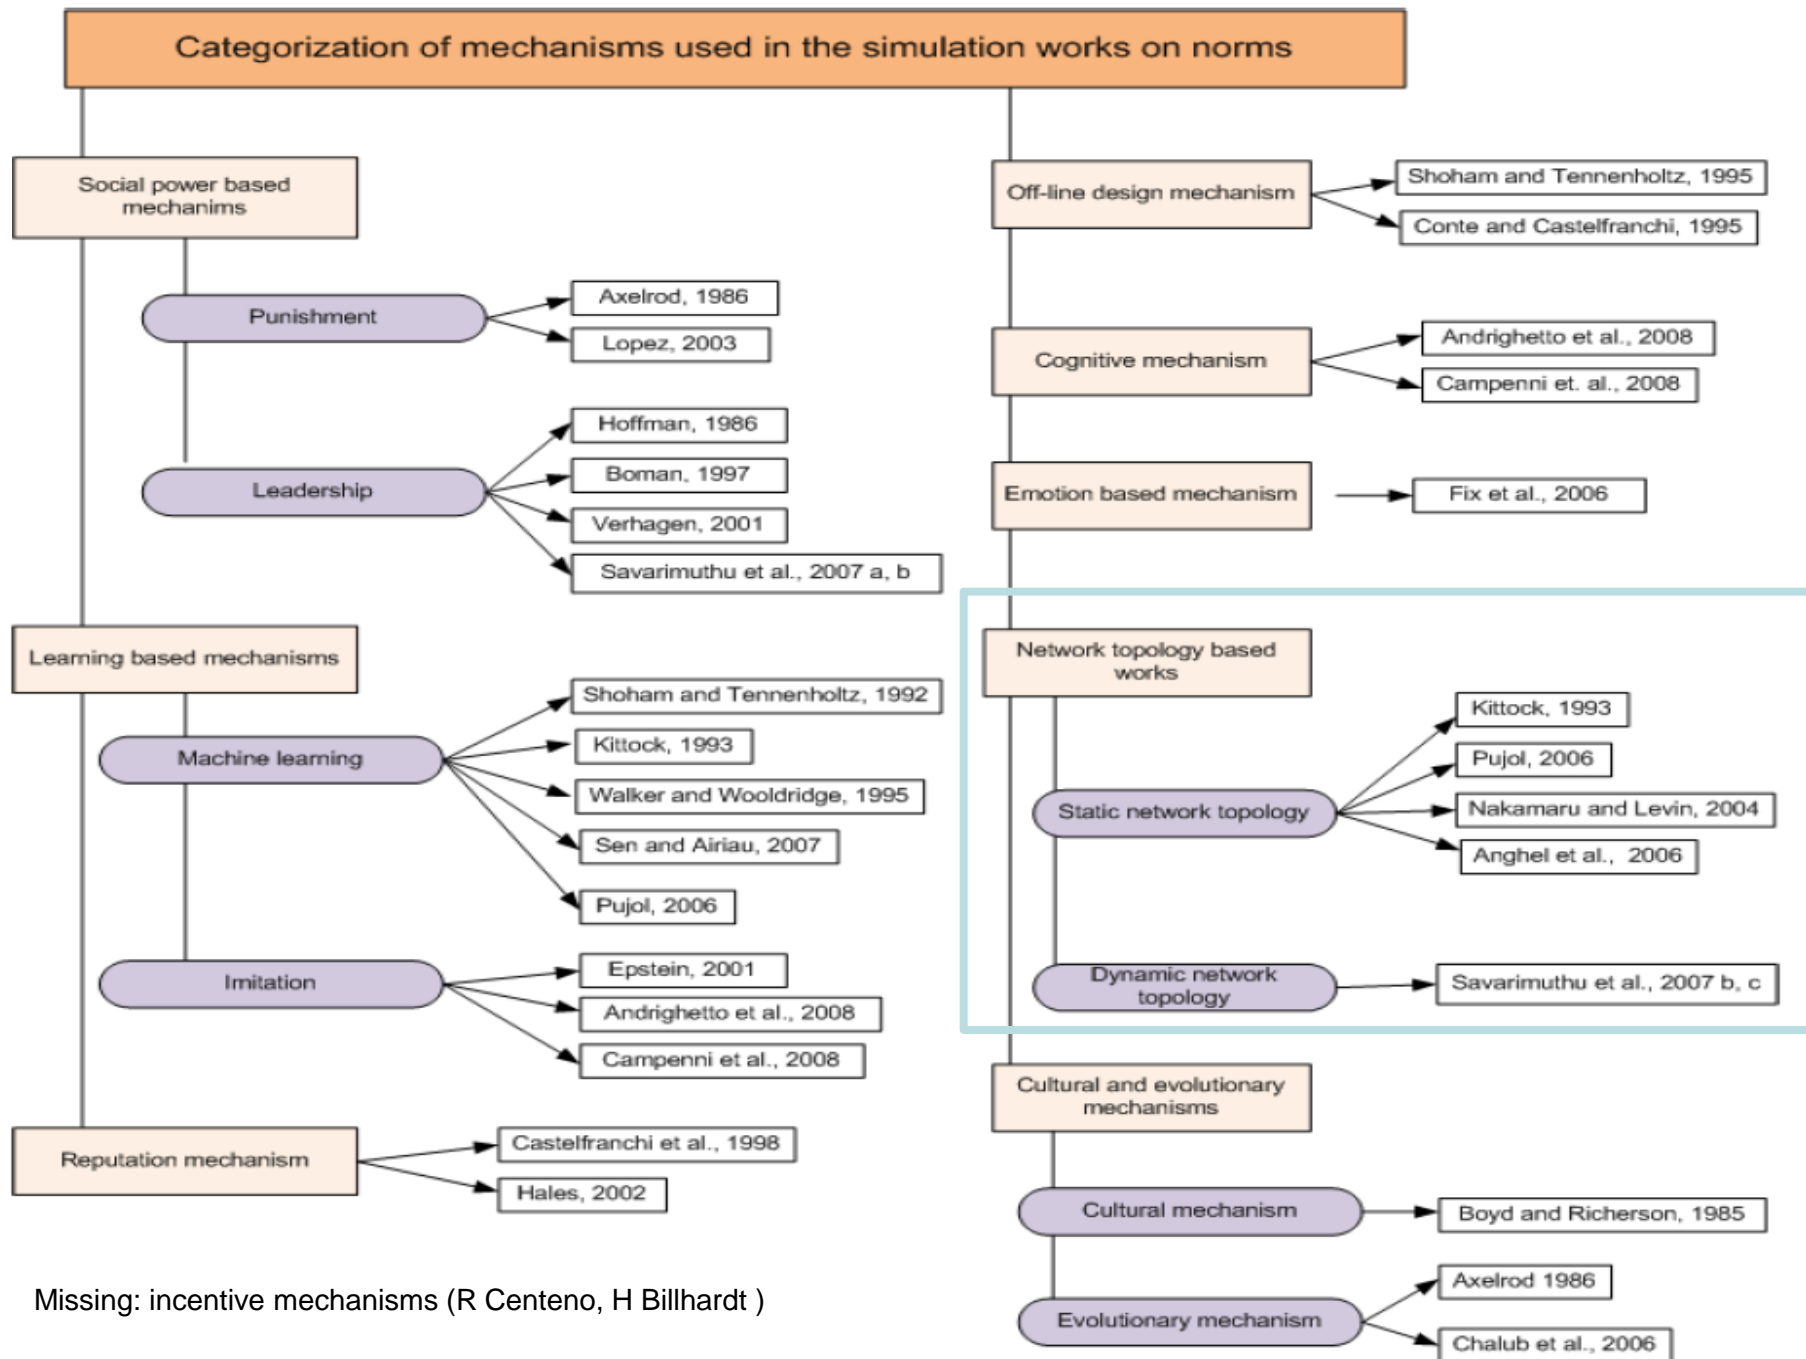 Categorization of mechanisms used in the simulation works on norms
Social power based
mechanims
Punishment
Axelrod, 1986
Lopez, 2003
Leadership
Hoffman, 1986
Boman, 1997
Verhagen, 2001
Savarimuthu et al., 2007 a, b
Learning based mechanisms
Machine learning
Shoham and Tennenholtz, 1992
Kittock, 1993
Walker and Wooldridge, 1995
Sen and Airiau, 2007
Pujol, 2006
Imitation
Epstein, 2001
Andrighetto et al., 2008
Campenni et al., 2008
Reputation mechanism
Castelfranchi et al., 1998
Hales, 2002
Missing: incentive mechanisms (R Centeno, H Billhardt )
Off-line design mechanism
Shoham and Tennenholtz, 1995
Conte and Castelfranchi, 1995
Cognitive mechanism
Andrighetto et al., 2008
Campenni et. al., 2008
Emotion based mechanism
Fix et al., 2006
Network topology based
works
Static network topology
Kittock, 1993
Pujol, 2006
Nakamaru and Levin, 2004
Anghel et al., 2006
Dynamic network
topology
Savarimuthu et al., 2007 b, c
Cultural and evolutionary
mechanisms
Cultural mechanism
Boyd and Richerson, 1985
Evolutionary mechanism
Axelrod 1986
Chalub et al., 2006